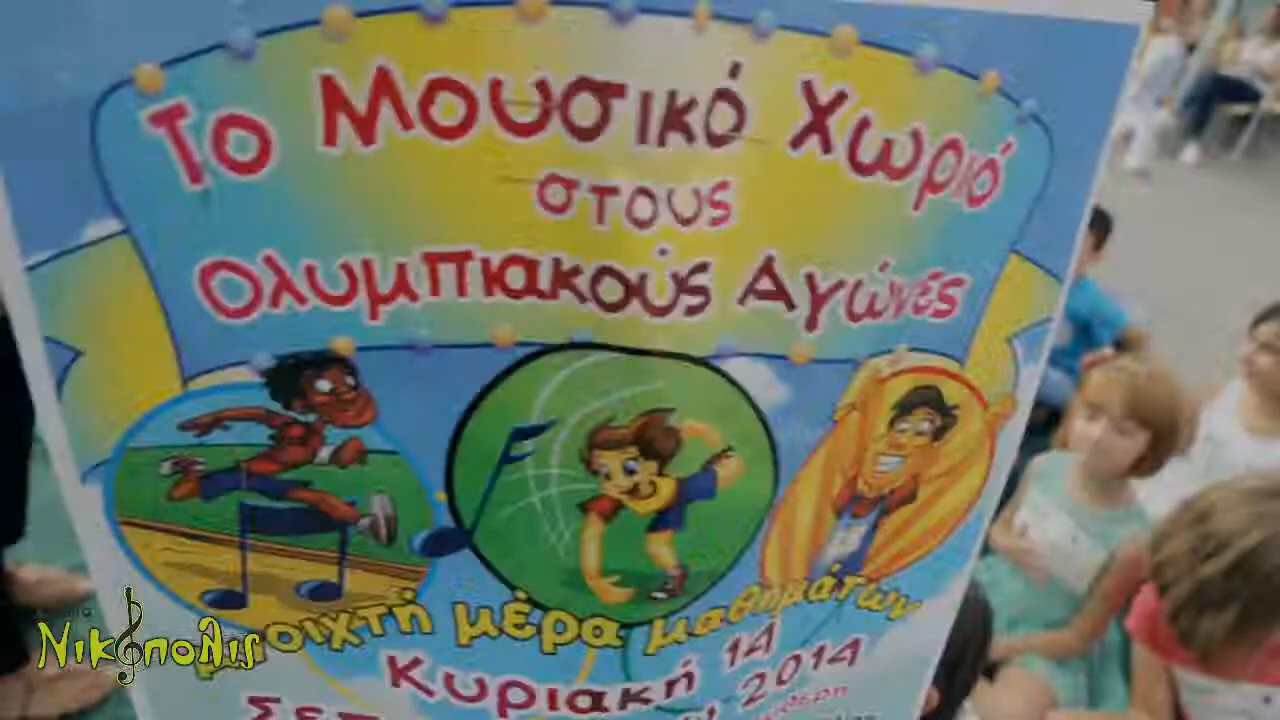 Το Μουσικό Χωριό
στους
Ολυμπιακούς Αγώνες
μέρα μαθημάτων
Κυριακή 14
2014
Νικόπολις